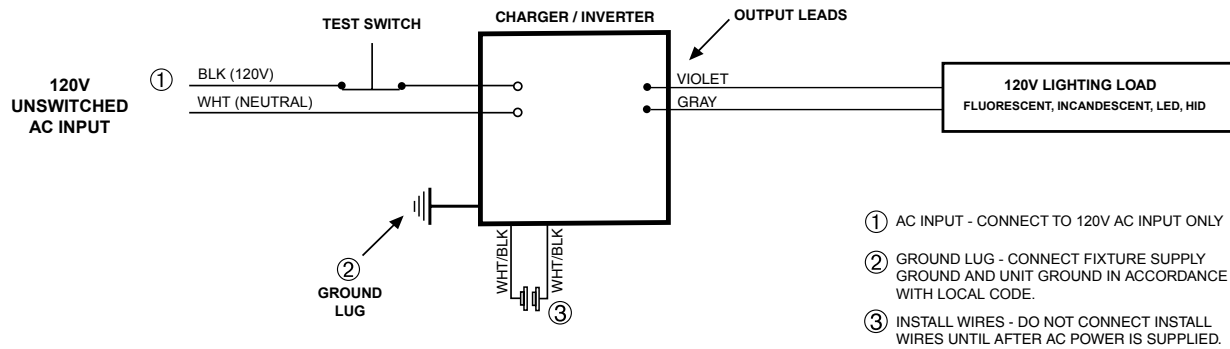 TEST SWITCH
CHARGER / INVERTER
OUTPUT LEADS
120V
UNSWITCHED
AC INPUT
1
BLK (120V)
WHT (NEUTRAL)
VIOLET
GRAY
120V LIGHTING LOAD
FLUORESCENT, INCANDESCENT, LED, HID
2
GROUND
LUG
WHT/BLK
WHT/BLK
3
1 AC INPUT - CONNECT TO 120V AC INPUT ONLY
2 GROUND LUG - CONNECT FIXTURE SUPPLY
GROUND AND UNIT GROUND IN ACCORDANCE
WITH LOCAL CODE.
3 INSTALL WIRES - DO NOT CONNECT INSTALL
WIRES UNTIL AFTER AC POWER IS SUPPLIED.